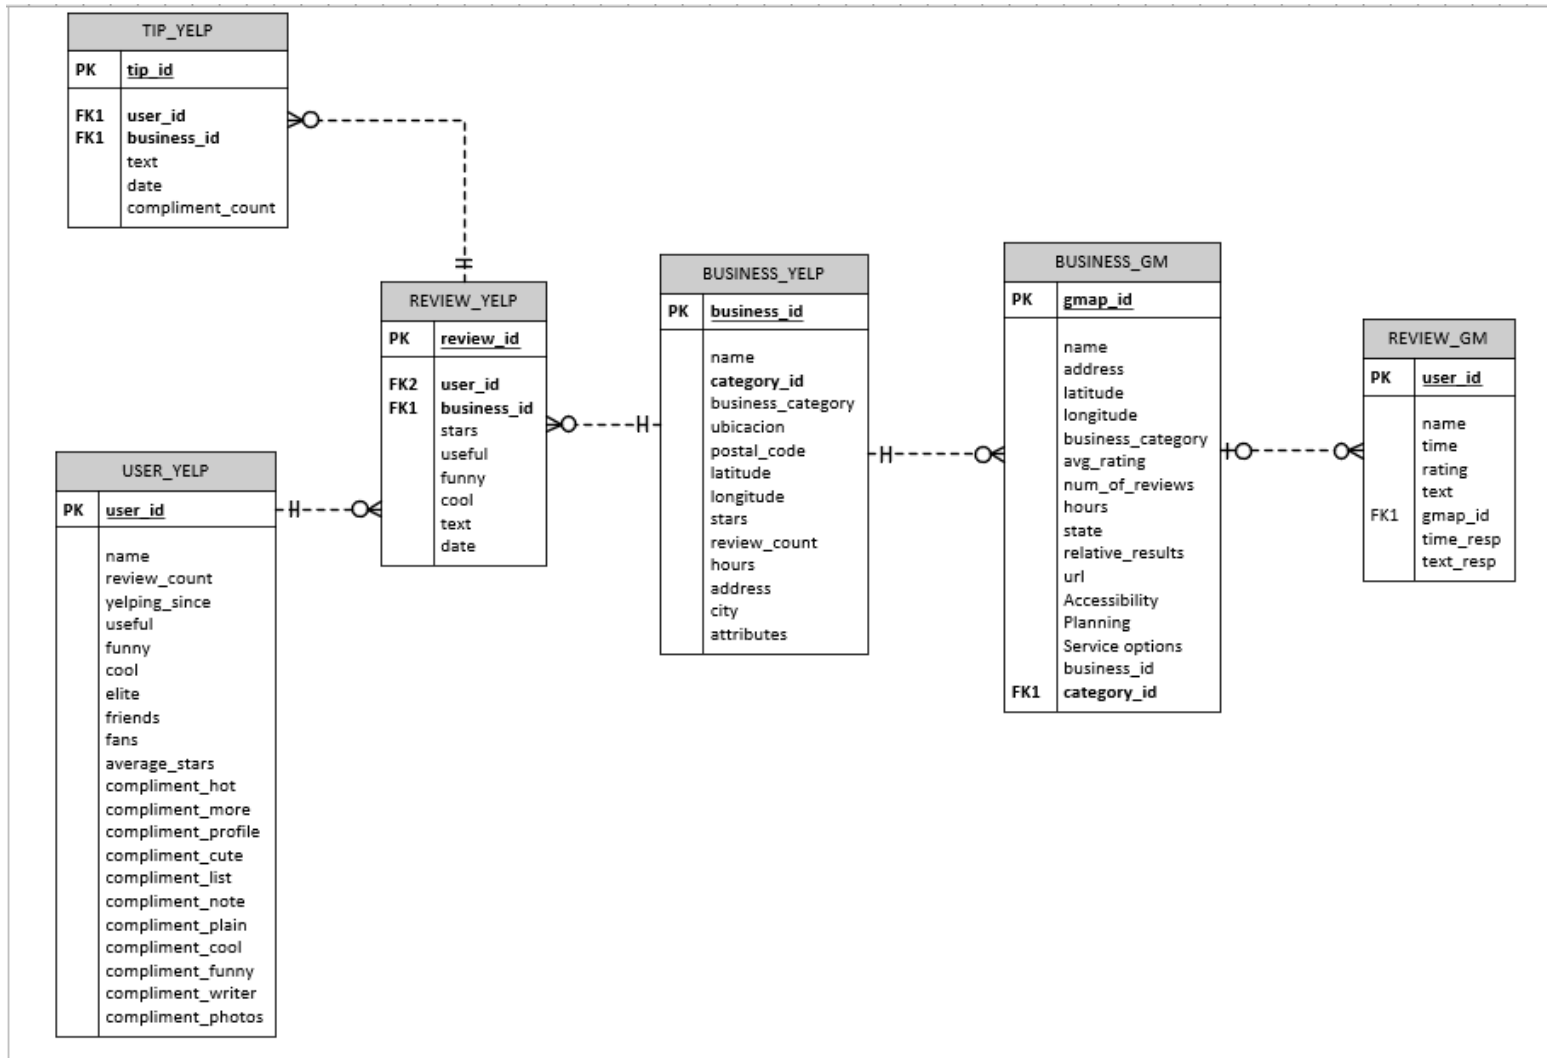 TIP_YELP
PK tip_id
FK1 user_id
FK1 business_id
text
date
compliment_count
REVIEW_YELP
PK review_id
FK2 user_id
FK1 business_id
stars
useful
funny
cool
text
date
USER_YELP
PK user_id
name
review_count
yelping_since
useful
funny
cool
elite
friends
fans
average_stars
compliment_hot
compliment_more
compliment_profile
compliment_cute
compliment_list
compliment_note
compliment_plain
compliment_cool
compliment_funny
compliment_writer
compliment_photos
BUSINESS_YELP
PK business_id
name
category_id
business_category
ubicacion
postal_code
latitude
longitude
stars
review_count
hours
address
city
attributes
BUSINESS_GM
PK gmap_id
name
address
latitude
longitude
business_category
avg_rating
num_of_reviews
hours
state
relative_results
url
Accessibility
Planning
Service options
business_id
FK1 category_id
REVIEW_GM
PK user_id
name
time
rating
text
FK1 gmap_id
time_resp
text_resp